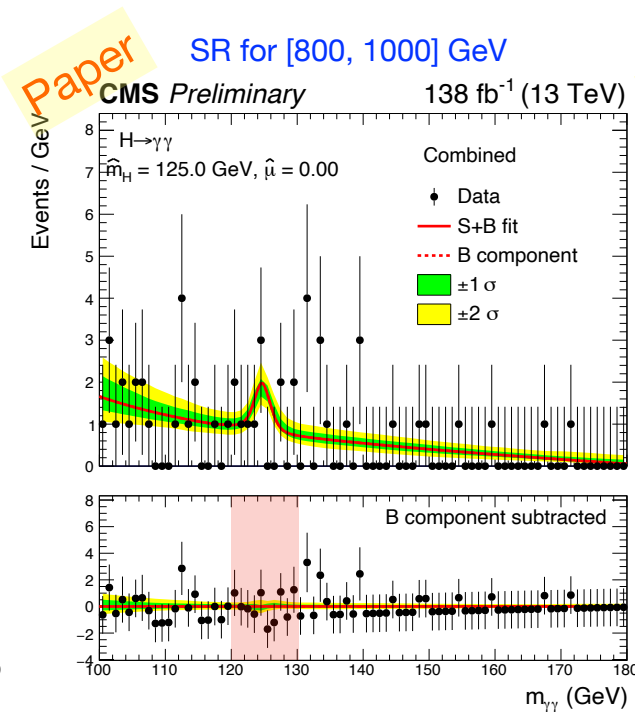 Paper
SR for [800, 1000] GeV
CMS Preliminary 138 fb⁻¹ (13 TeV)
H→γγ
m̂_H = 125.0 GeV, μ̂ = 0.00
Combined
Data
S+B fit
B component
±1 σ
±2 σ
Events / GeV
8
7
6
5
4
3
2
1
0
B component subtracted
8
6
4
2
0
−2
−4
100 110 120 130 140 150 160 170 180
m_γγ (GeV)